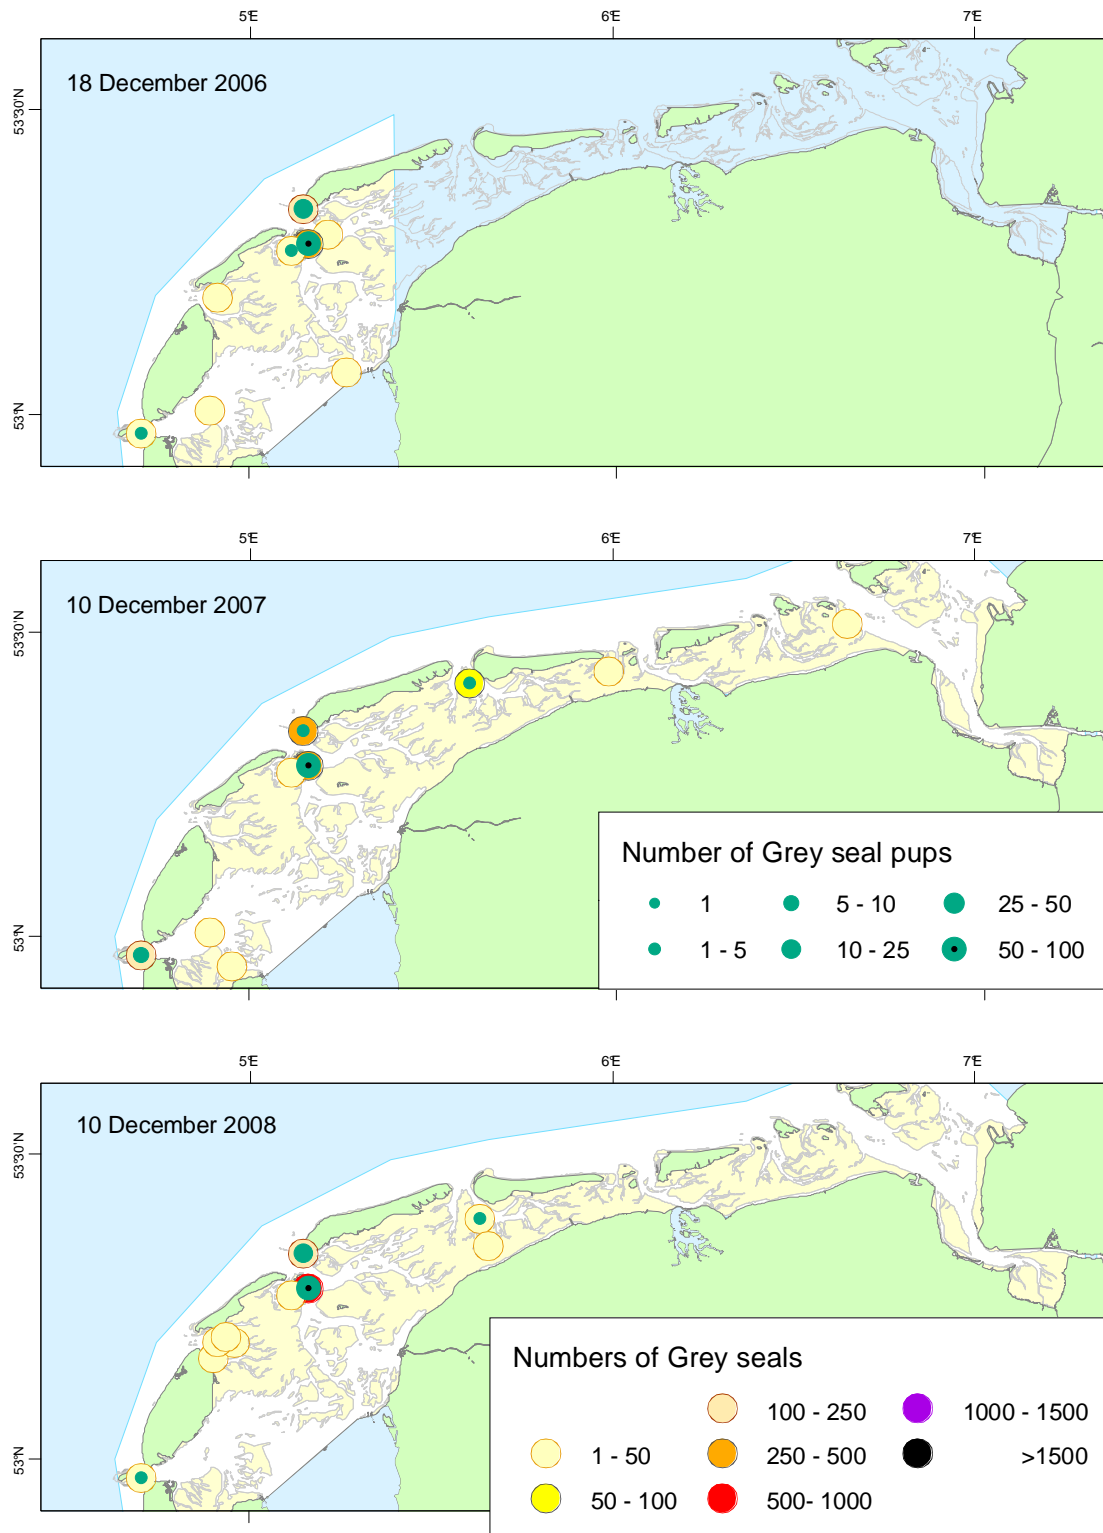 5°E 6°E 7°E
18 December 2006
53°30'N
53°N
5°E 6°E 7°E
10 December 2007
53°30'N
Number of Grey seal pups
1 5 - 10 25 - 50
1 - 5 10 - 25 50 - 100
53°N
5°E 6°E 7°E
10 December 2008
53°30'N
Numbers of Grey seals
100 - 250 1000 - 1500
1 - 50 250 - 500 >1500
50 - 100 500- 1000
53°N